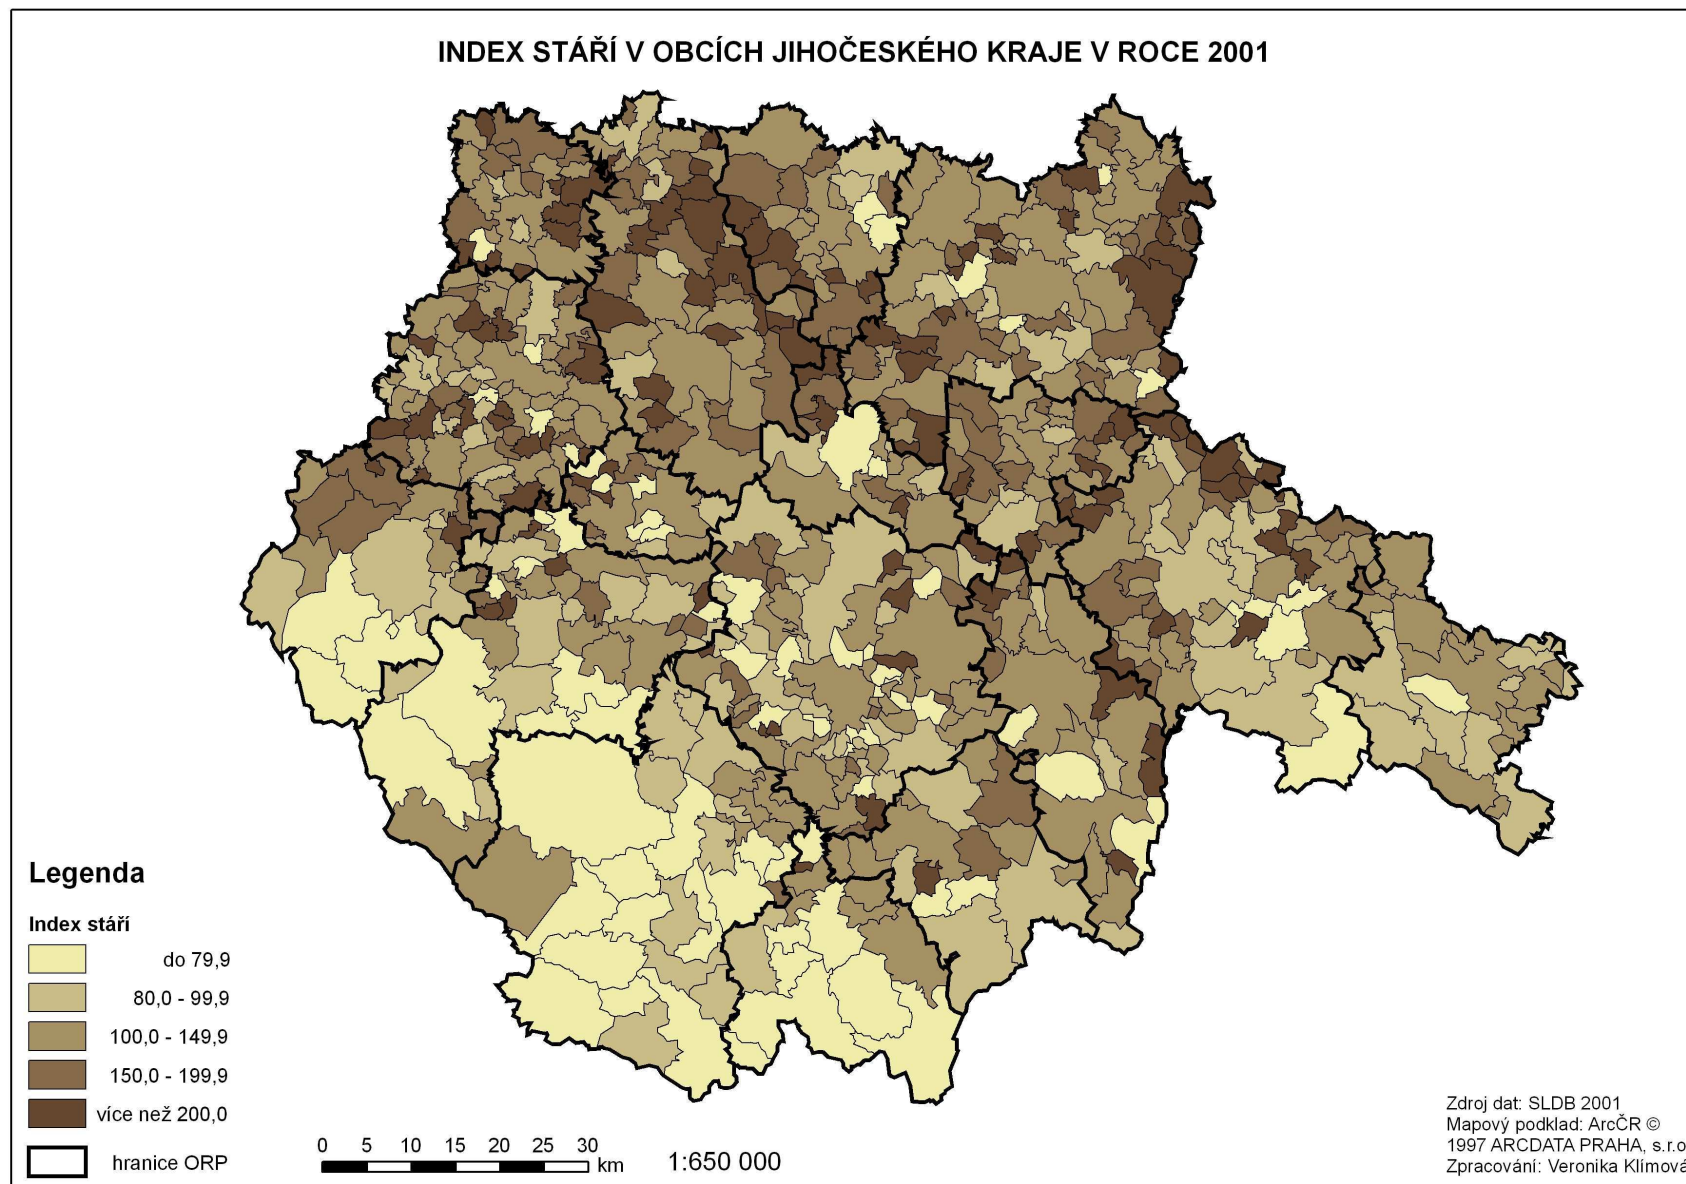 INDEX STÁŘÍ V OBCÍCH JIHOČESKÉHO KRAJE V ROCE 2001
Legenda
Index stáří
do 79,9
80,0 - 99,9
100,0 - 149,9
150,0 - 199,9
více než 200,0
hranice ORP
0 5 10 15 20 25 30
km
1:650 000
Zdroj dat: SLDB 2001
Mapový podklad: ArcČR ©
1997 ARCDATA PRAHA, s.r.o
Zpracování: Veronika Klímová